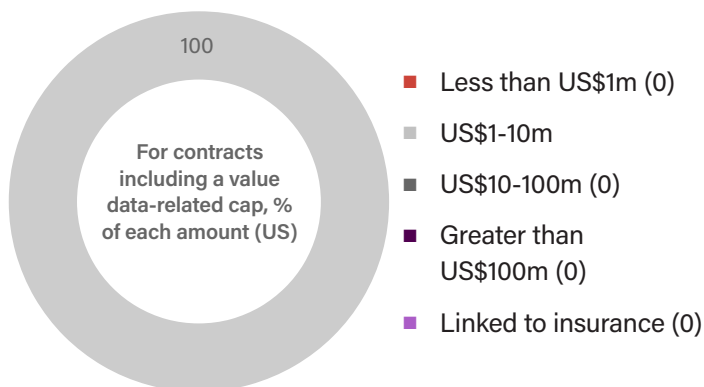 100
For contracts
including a value
data-related cap, %
of each amount (US)
Less than US$1m (0)
US$1-10m
US$10-100m (0)
Greater than
US$100m (0)
Linked to insurance (0)